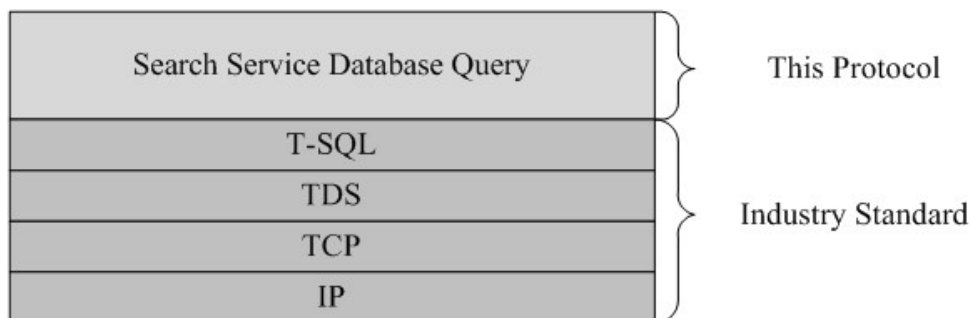 Search Service Database Query
This Protocol
T-SQL
TDS
TCP
IP
Industry Standard